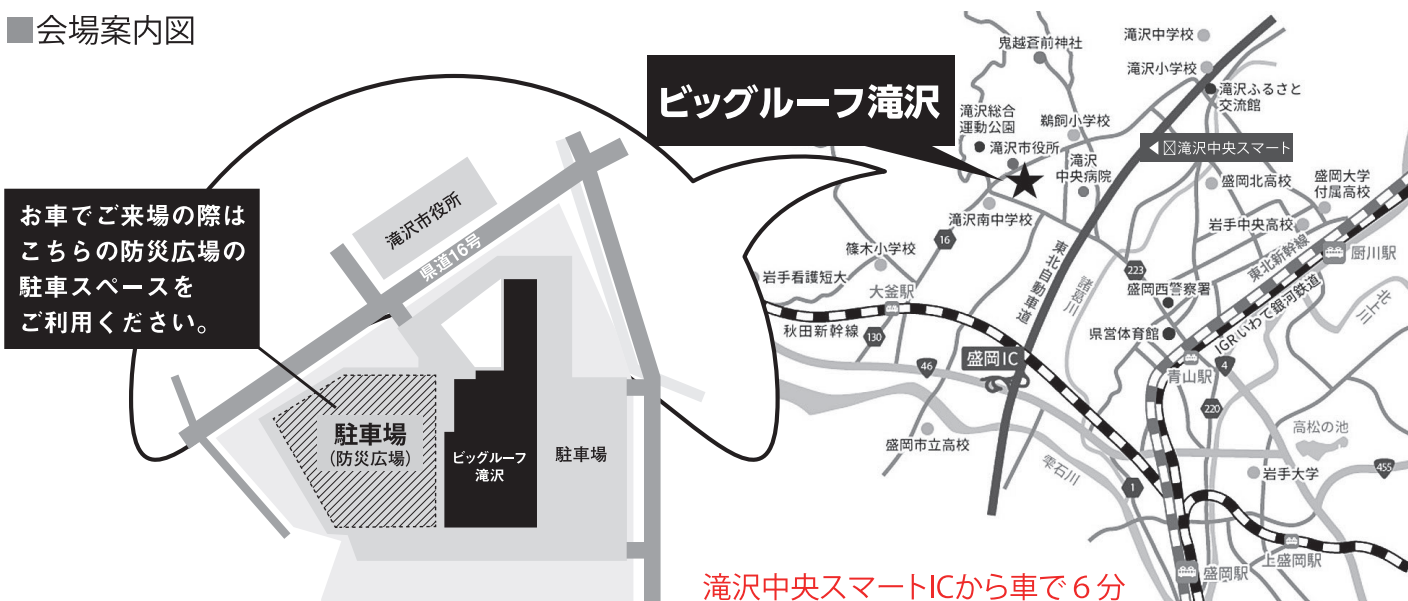 ■会場案内図
お車でご来場の際は
こちらの防災広場の
駐車スペースを
ご利用ください。
滝沢市役所
県道16号
駐車場
(防災広場)
ビッグルーフ
滝沢
駐車場
ビッグルーフ滝沢
鬼越蒼前神社
滝沢中学校
滝沢小学校
滝沢ふるさと
交流館
滝沢総合
運動公園
鵜飼小学校
滝沢市役所
滝沢
中央病院
滝沢中央スマート
盛岡北高校
盛岡大学
付属高校
滝沢南中学校
岩手中央高校
篠木小学校
16
東北自動車道
諸葛川
223
東北新幹線
厨川駅
岩手看護短大
大釜駅
盛岡西警察署
IGRいわて銀河鉄道
北上川
秋田新幹線
130
県営体育館
46
盛岡IC
青山駅
4
220
高松の池
盛岡市立高校
雫石川
1
岩手大学
455
上盛岡駅
盛岡駅
滝沢中央スマートICから車で6分